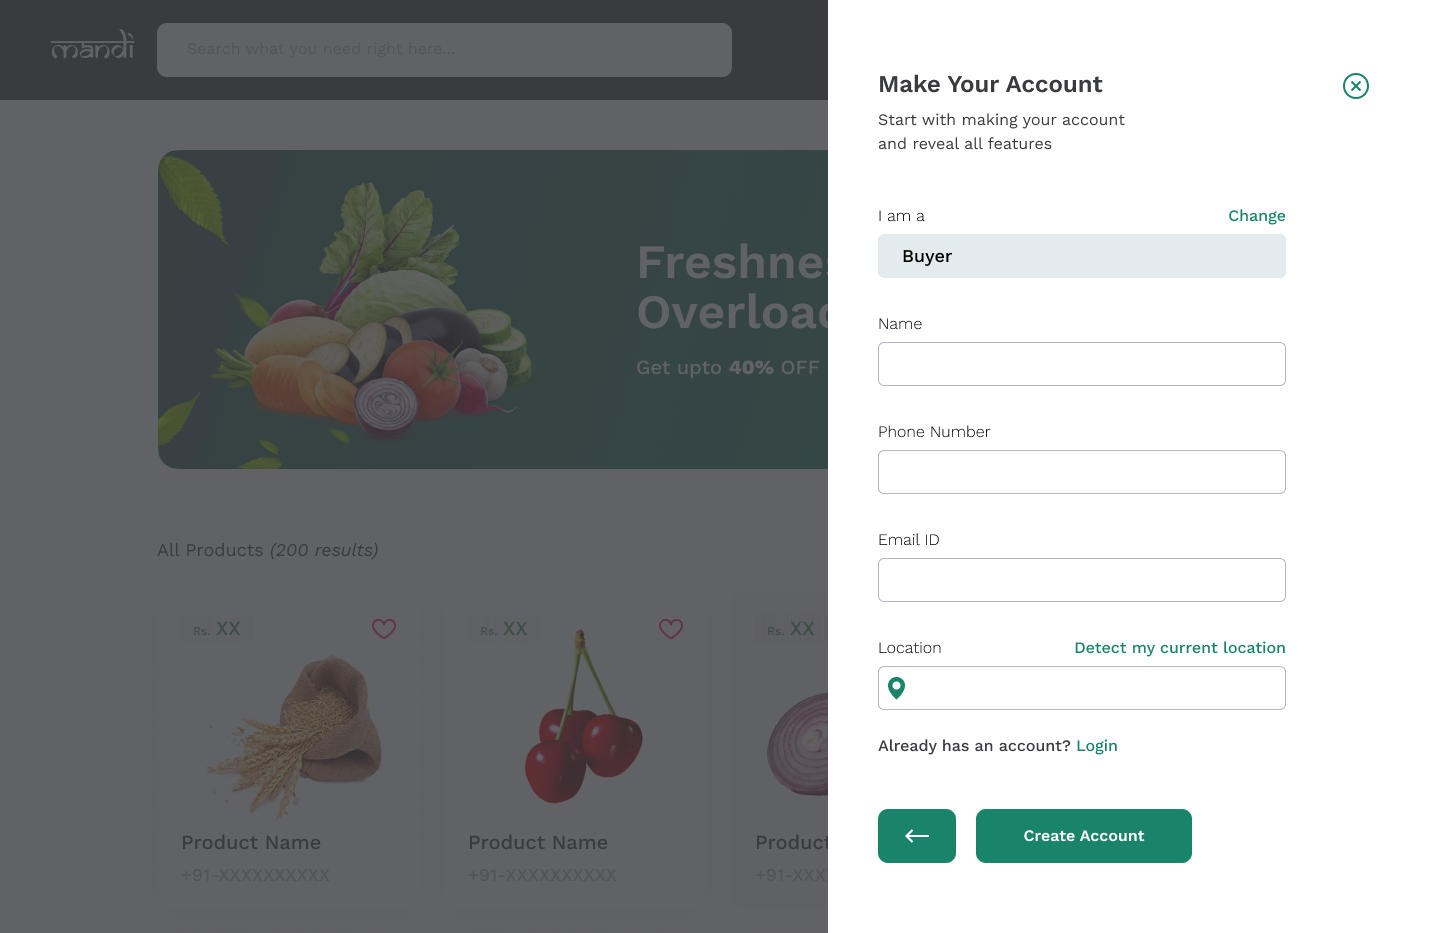 mandi
Search what you need right here...
Freshnes
Overload
Get upto 40% OFF
All Products (200 results)
Rs. XX
Rs. XX
Rs. XX
Product Name
Product Name
Product
+91-XXXXXXXXXX
+91-XXXXXXXXXX
+91-XXX
Make Your Account
Start with making your account
and reveal all features
I am a
Change
Buyer
Name
Phone Number
Email ID
Location
Detect my current location
Already has an account? Login
Create Account